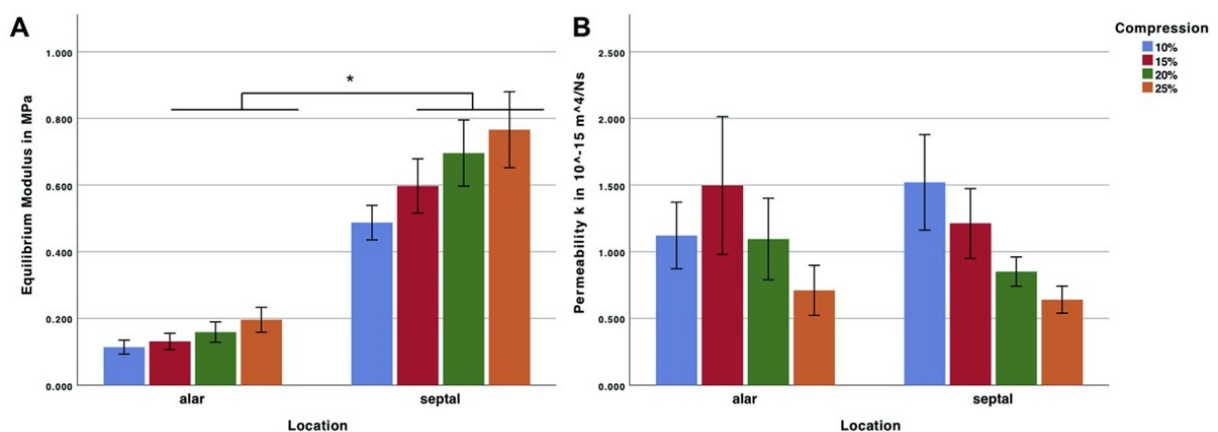 A
Equilibrium Modulus in MPa
1.000
0.800
0.600
0.400
0.200
0.000
*
alar
septal
Location
B
Permeability k in 10^-15 m^4/Ns
2.500
2.000
1.500
1.000
0.500
0.000
alar
septal
Location
Compression
10%
15%
20%
25%